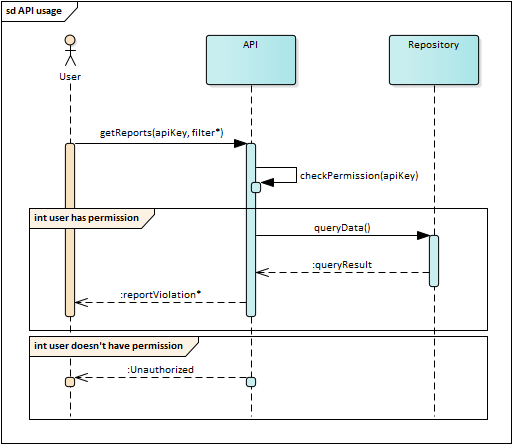 sd API usage
User
API
Repository
getReports(apiKey, filter*)
checkPermission(apiKey)
int user has permission
queryData()
:queryResult
:reportViolation*
int user doesn't have permission
:Unauthorized